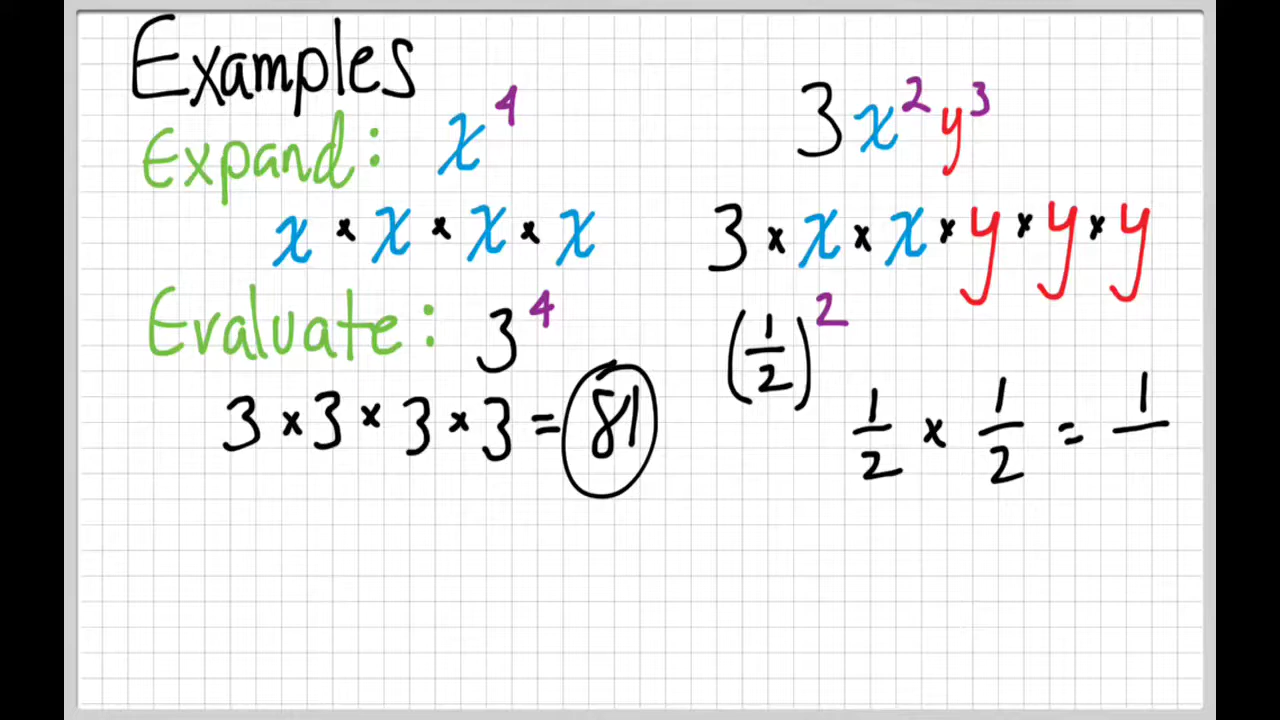 Examples
Expand: x⁴
3x²y³
x × x × x × x
3 × x × x × y × y × y
Evaluate: 3⁴
(1/2)²
3 × 3 × 3 × 3 = 81
1/2 × 1/2 = 1/